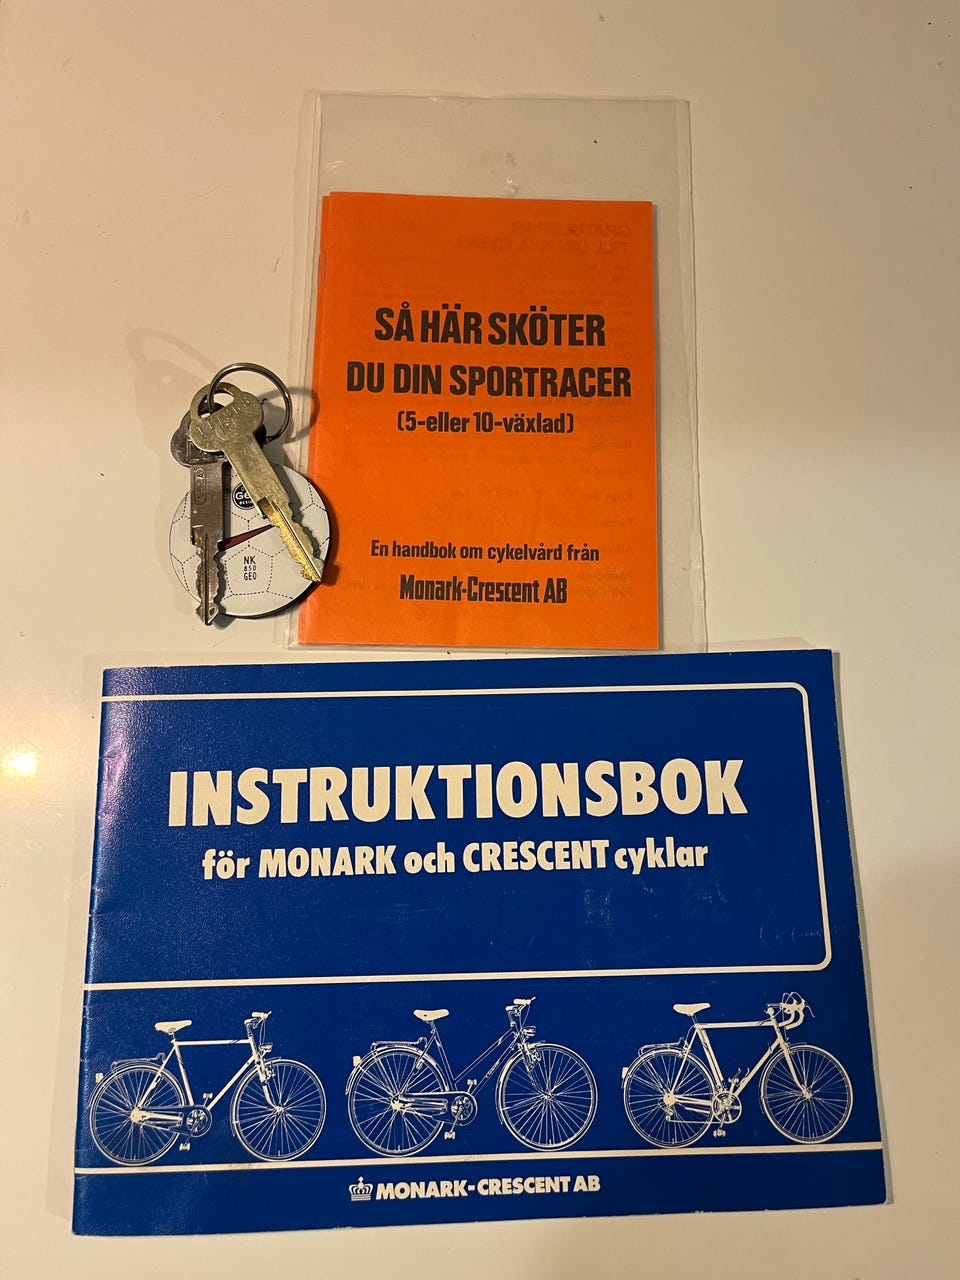 SÅ HÄR SKÖTER
DU DIN SPORTRACER
(5-eller 10-växlad)
En handbok om cykelvård från
Monark-Crescent AB
NK
850
GEO
INSTRUKTIONSBOK
för MONARK och CRESCENT cyklar
MONARK-CRESCENT AB